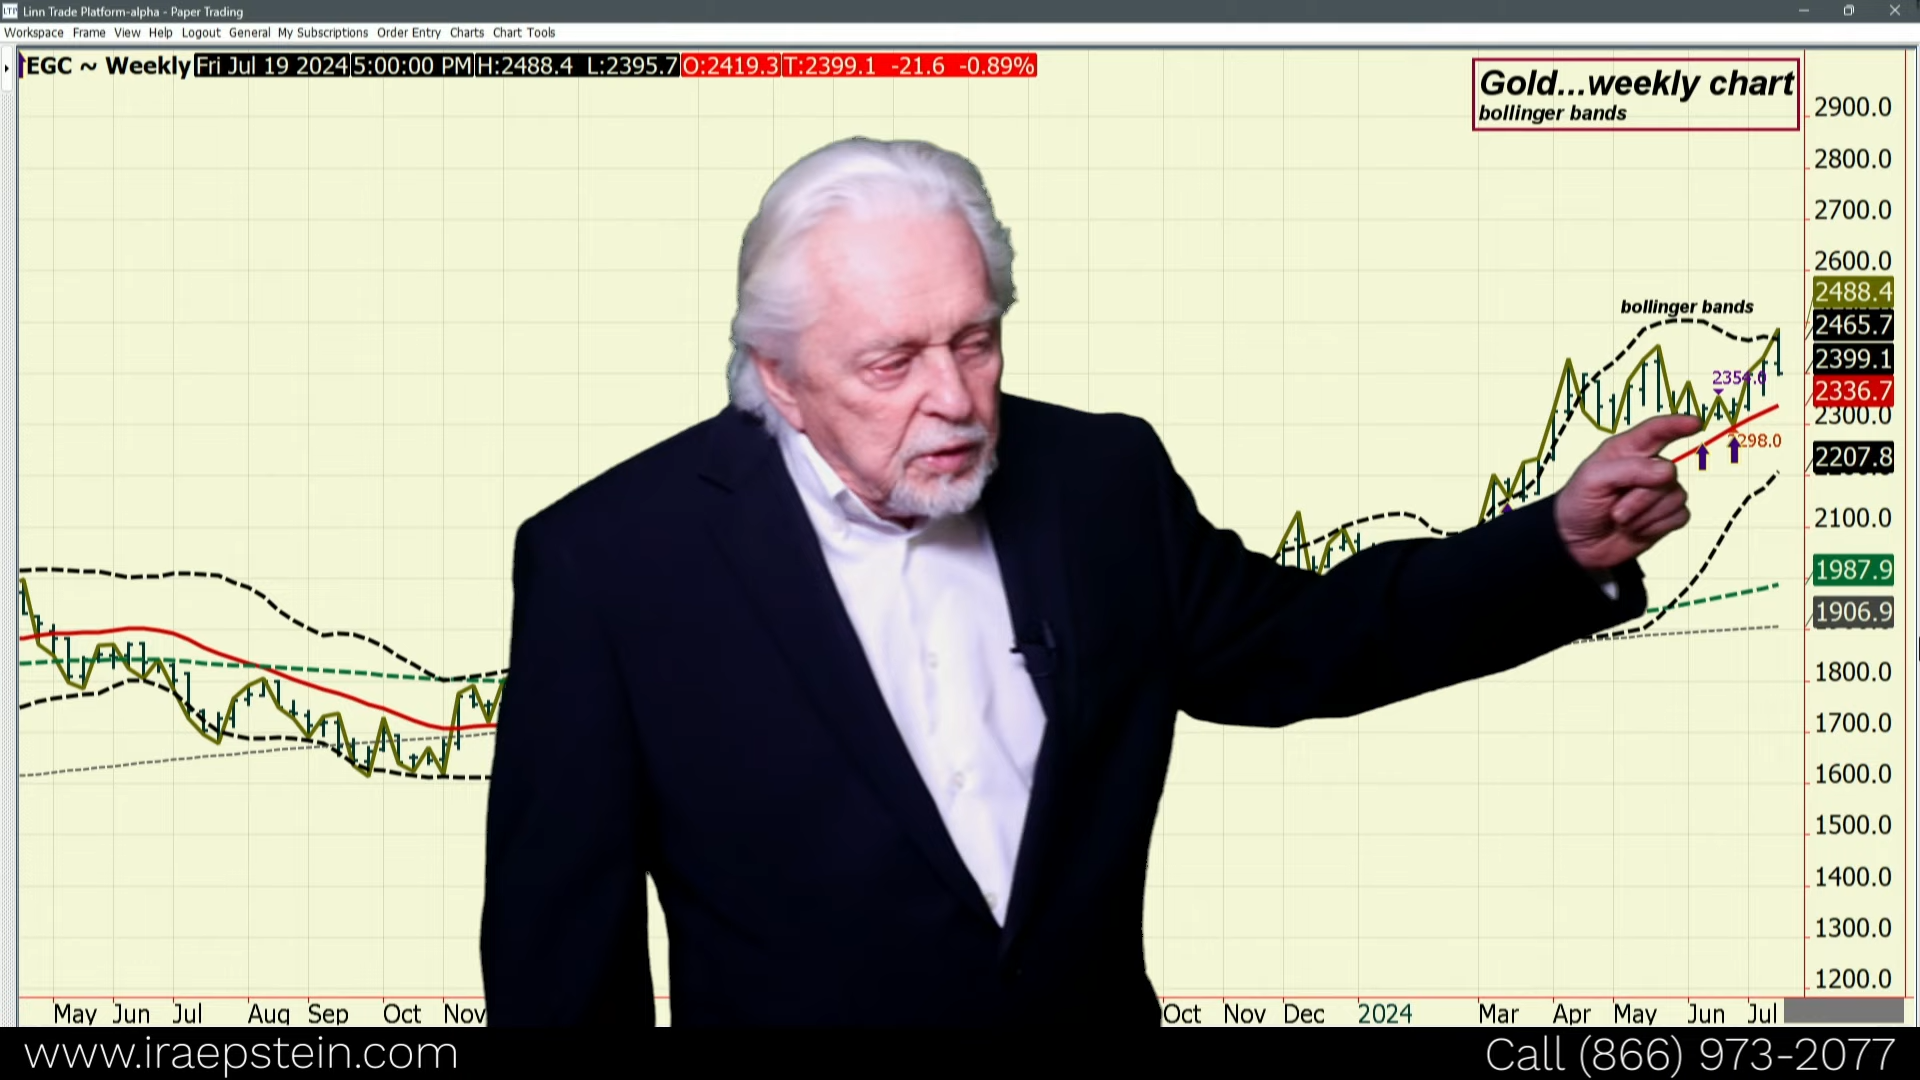 Linn Trade Platform-alpha - Paper Trading
Workspace Frame View Help Logout General My Subscriptions Order Entry Charts Chart Tools
EGC ~ Weekly Fri Jul 19 2024 5:00:00 PM H:2488.4 L:2395.7 O:2419.3 T:2399.1 -21.6 -0.89%
Gold...weekly chart
bollinger bands
2900.0
2800.0
2700.0
2600.0
2488.4
bollinger bands
2465.7
2399.1
2354.0
2336.7
2300.0
2298.0
2207.8
2100.0
1987.9
1906.9
1800.0
1700.0
1600.0
1500.0
1400.0
1300.0
1200.0
May Jun Jul Aug Sep Oct Nov Oct Nov Dec 2024 Mar Apr May Jun Jul
www.iraepstein.com Call (866) 973-2077